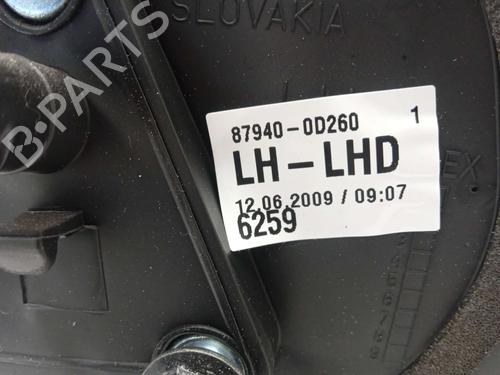 SLOVAKIA
B-PARTS
87940-0D260 1
LH-LHD
12.06.2009 / 09:07
6259